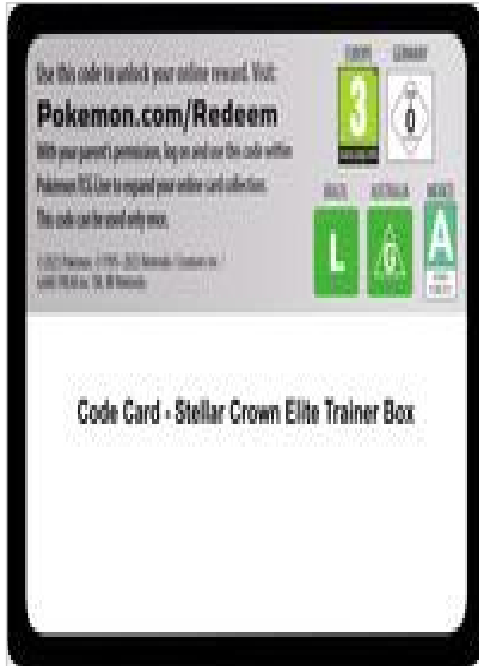 Use this code to unlock your online reward. Visit:
Pokemon.com/Redeem
With your parent's permission, log on and use this code within
Pokémon TCG Live to expand your online card collection.
This code can be used only once.
EUROPE GERMANY
3
0
BRAZIL AUSTRALIA MEXICO
L
G
A
Code Card - Stellar Crown Elite Trainer Box